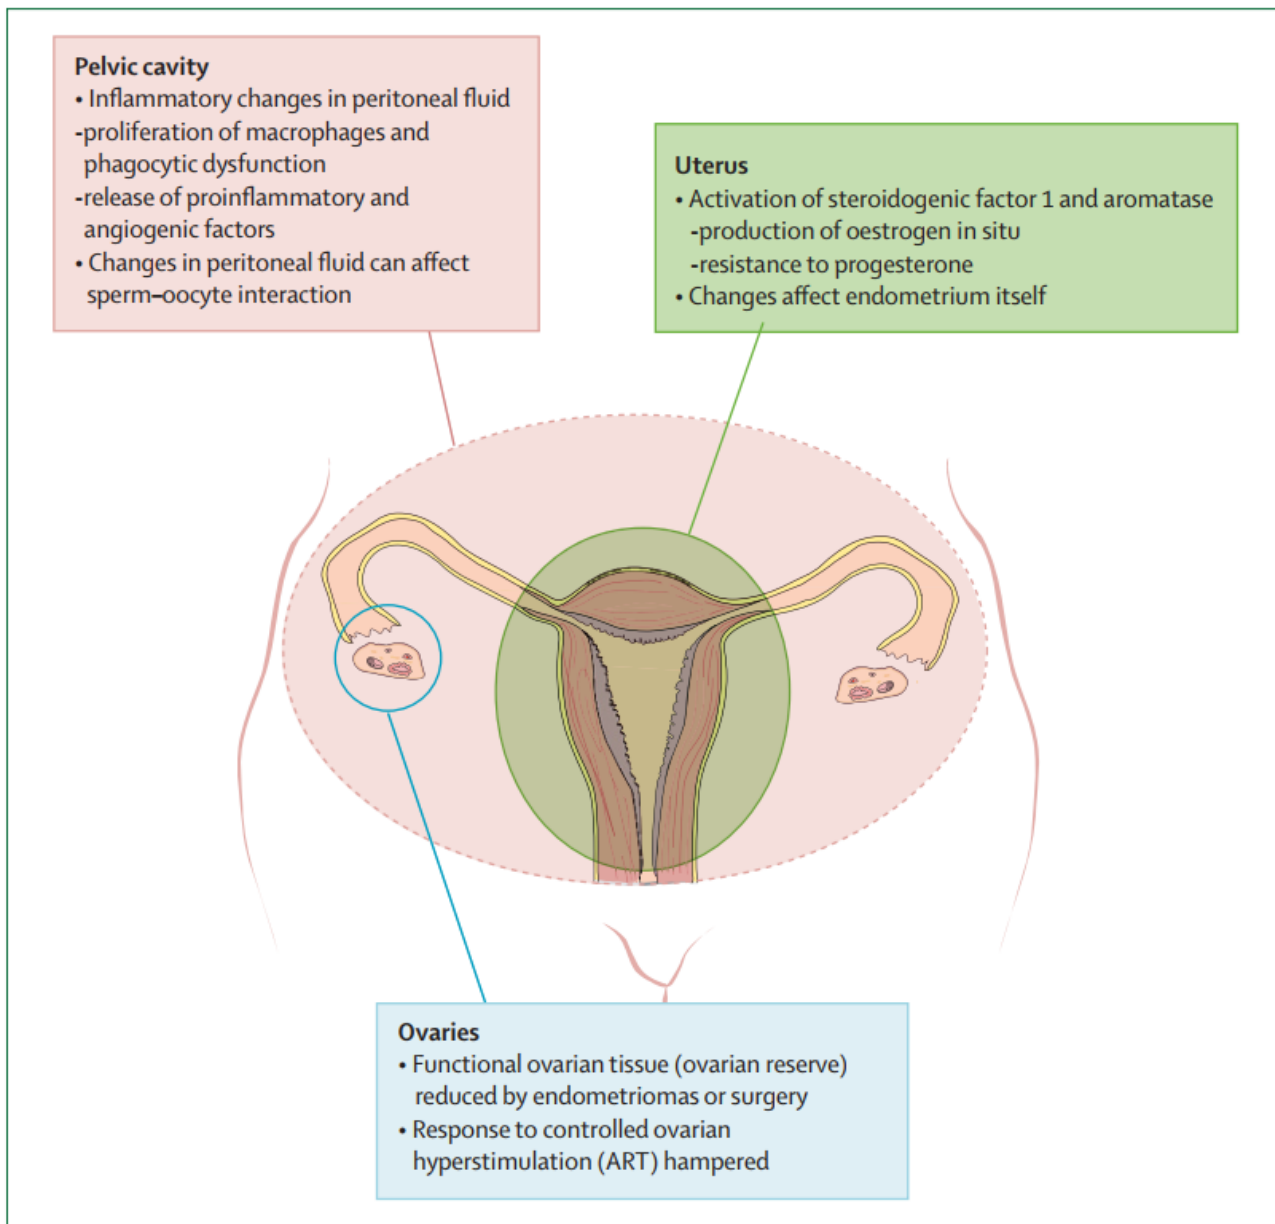 Pelvic cavity
• Inflammatory changes in peritoneal fluid
-proliferation of macrophages and
phagocytic dysfunction
-release of proinflammatory and
angiogenic factors
• Changes in peritoneal fluid can affect
sperm–oocyte interaction
Uterus
• Activation of steroidogenic factor 1 and aromatase
-production of oestrogen in situ
-resistance to progesterone
• Changes affect endometrium itself
Ovaries
• Functional ovarian tissue (ovarian reserve)
reduced by endometriomas or surgery
• Response to controlled ovarian
hyperstimulation (ART) hampered